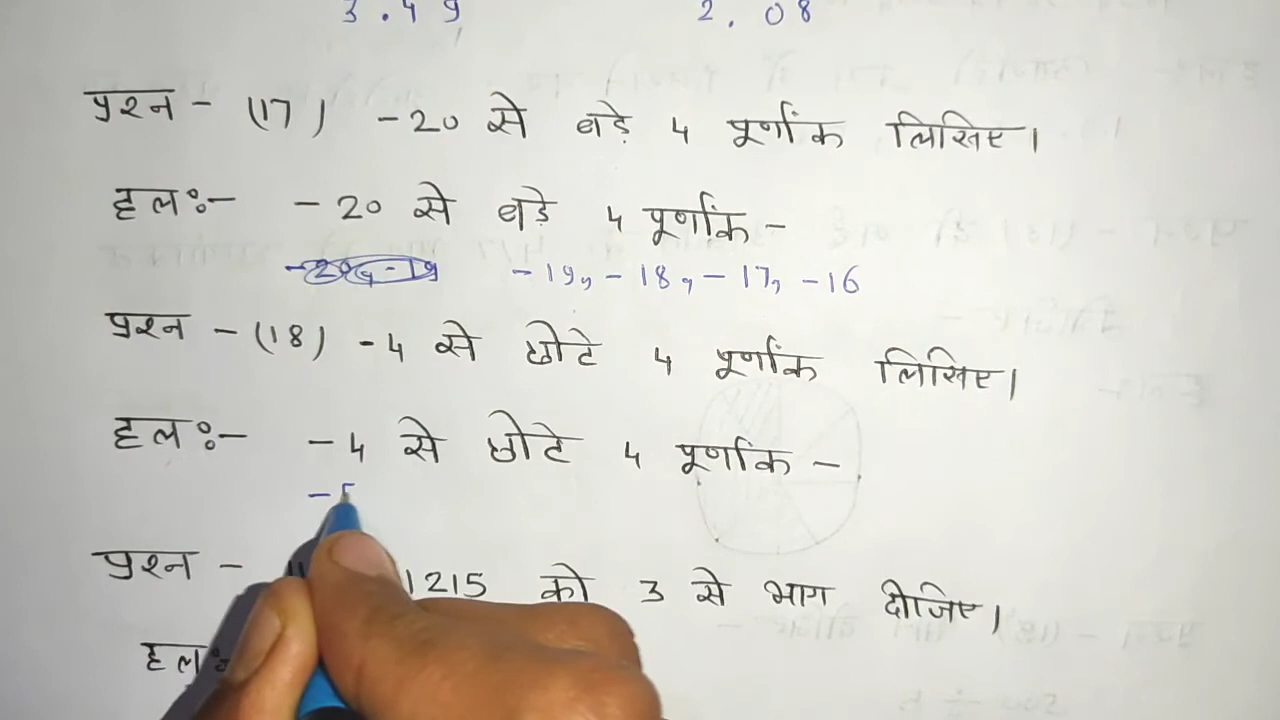 3.49 2.08
प्रश्न - (17) -20 से बड़े 4 पूर्णांक लिखिए।
हलः- -20 से बड़े 4 पूर्णांक -
-19, -18, -17, -16
प्रश्न - (18) -4 से छोटे 4 पूर्णांक लिखिए।
हलः- -4 से छोटे 4 पूर्णांक -
-5
प्रश्न - 1215 को 3 से भाग दीजिए।
हलः